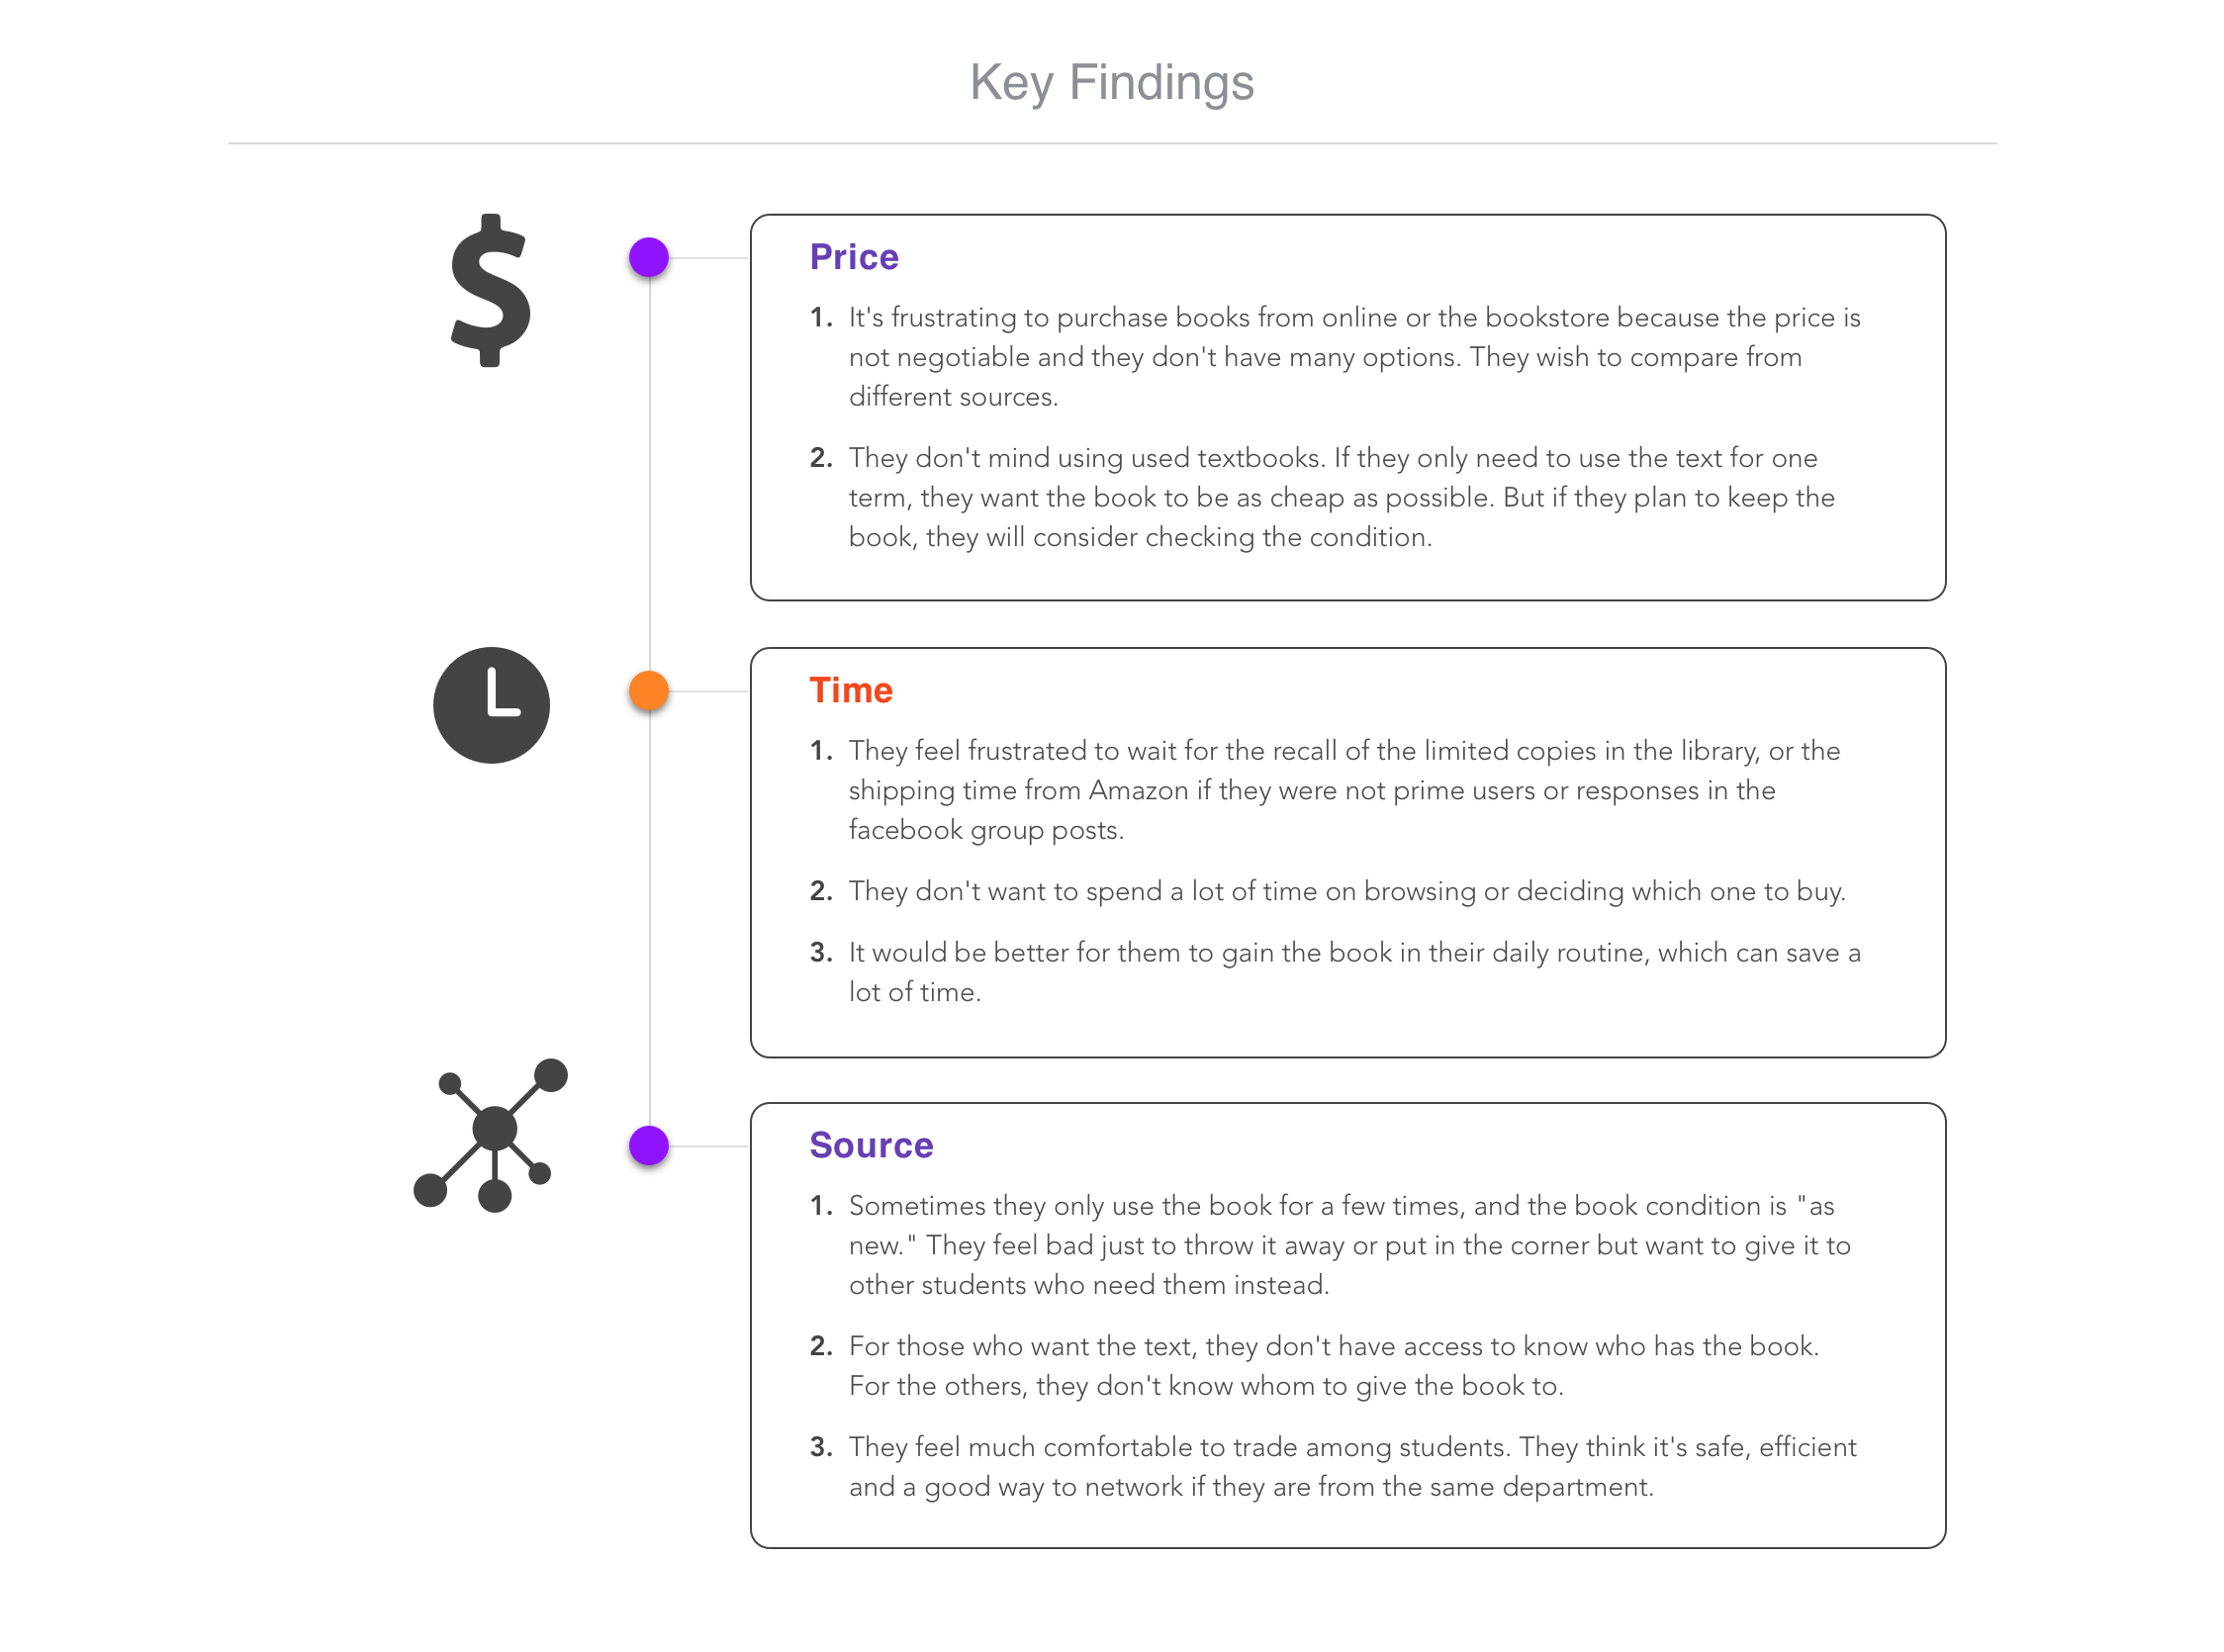 Key Findings
Price
1. It's frustrating to purchase books from online or the bookstore because the price is
not negotiable and they don't have many options. They wish to compare from
different sources.
2. They don't mind using used textbooks. If they only need to use the text for one
term, they want the book to be as cheap as possible. But if they plan to keep the
book, they will consider checking the condition.
Time
1. They feel frustrated to wait for the recall of the limited copies in the library, or the
shipping time from Amazon if they were not prime users or responses in the
facebook group posts.
2. They don't want to spend a lot of time on browsing or deciding which one to buy.
3. It would be better for them to gain the book in their daily routine, which can save a
lot of time.
Source
1. Sometimes they only use the book for a few times, and the book condition is "as
new." They feel bad just to throw it away or put in the corner but want to give it to
other students who need them instead.
2. For those who want the text, they don't have access to know who has the book.
For the others, they don't know whom to give the book to.
3. They feel much comfortable to trade among students. They think it's safe, efficient
and a good way to network if they are from the same department.